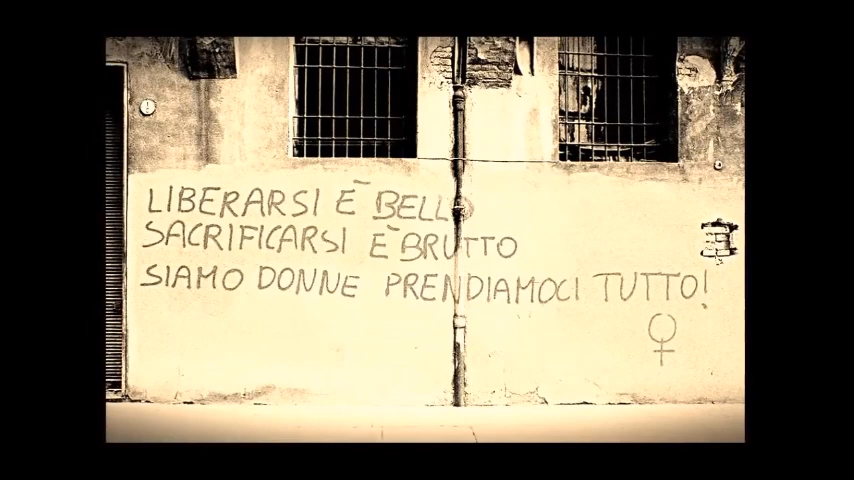 LIBERARSI È BELLO
SACRIFICARSI È BRUTTO
SIAMO DONNE PRENDIAMOCI TUTTO!